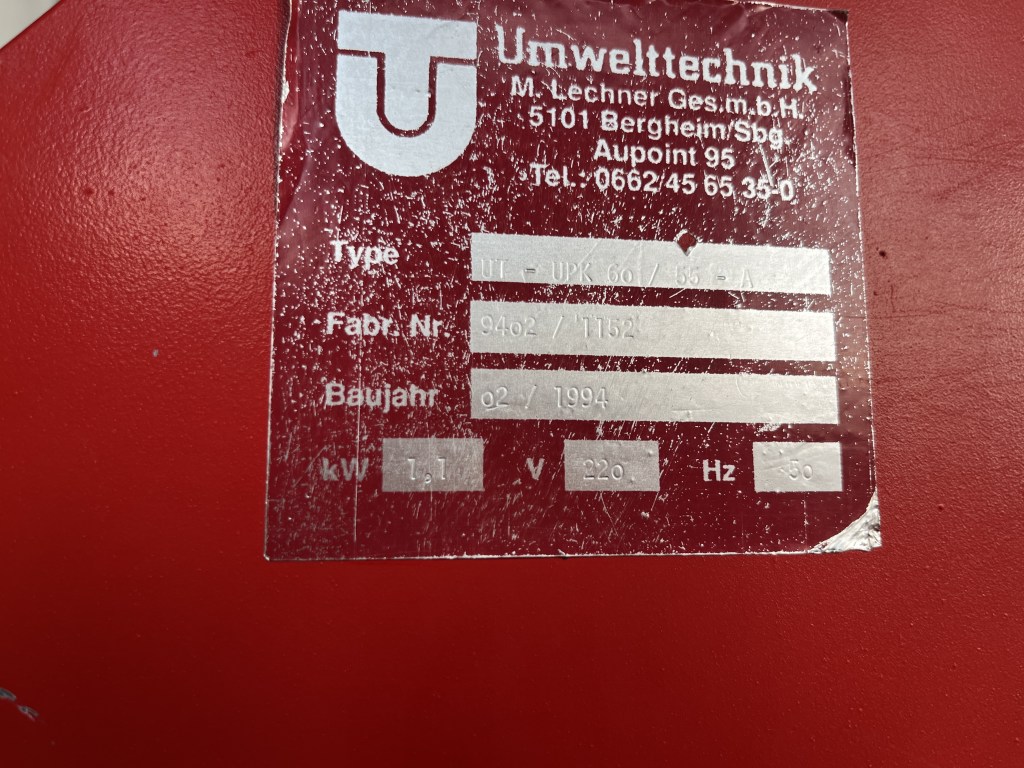 Umwelttechnik
M. Lechner Ges.m.b.H.
5101 Bergheim/Sbg.
Aupoint 95
Tel.: 0662/45 65 35-0
Type UT - UPK 6o / 55 - A
Fabr. Nr. 94o2 / 1152
Baujahr o2 / 1994
kW 1,1 V 22o Hz 5o